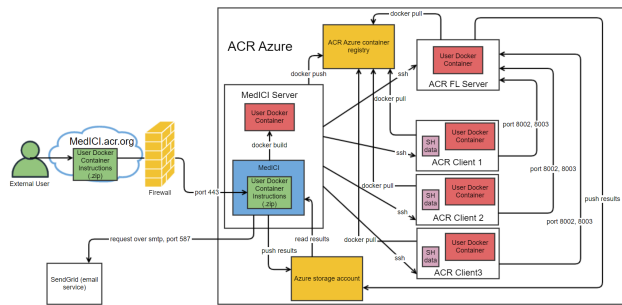 ACR Azure
ACR Azure container
registry
docker pull
User Docker
Container
ACR FL Server
docker push
ssh
docker pull
MedICI Server
User Docker
Container
docker build
MedICI
User Docker
Container
Instructions
(.zip)
MedICI.acr.org
User Docker
Container
Instructions
(.zip)
External User
Firewall
port 443
SH
data
User Docker
Container
ACR Client 1
ssh
port 8002, 8003
docker pull
SH
data
User Docker
Container
ACR Client 2
ssh
port 8002, 8003
docker pull
SH
data
User Docker
Container
ACR Client3
ssh
port 8002, 8003
push results
request over smtp, port 587
read results
push results
SendGrid (email
service)
Azure storage account